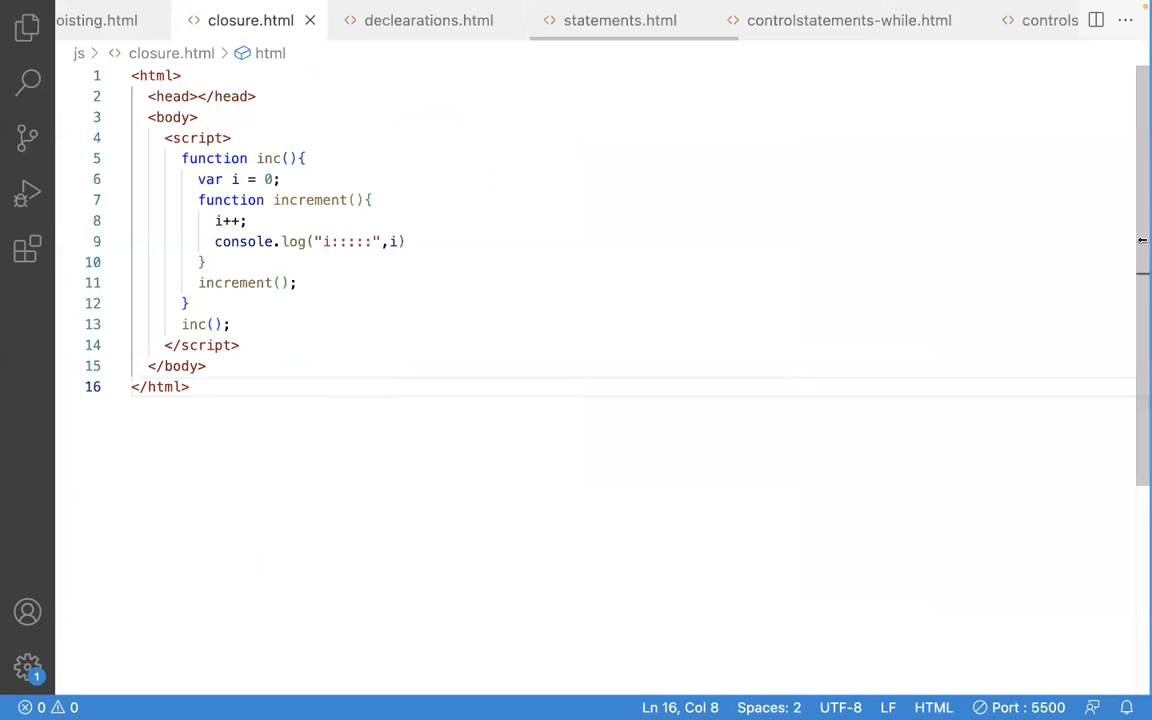 oisting.html closure.html declearations.html statements.html controlstatements-while.html controls
js closure.html html
1 <html>
2 <head></head>
3 <body>
4 <script>
5 function inc(){
6 var i = 0;
7 function increment(){
8 i++;
9 console.log("i:::::",i)
10 }
11 increment();
12 }
13 inc();
14 </script>
15 </body>
16 </html>
1
0 0 Ln 16, Col 8 Spaces: 2 UTF-8 LF HTML Port : 5500